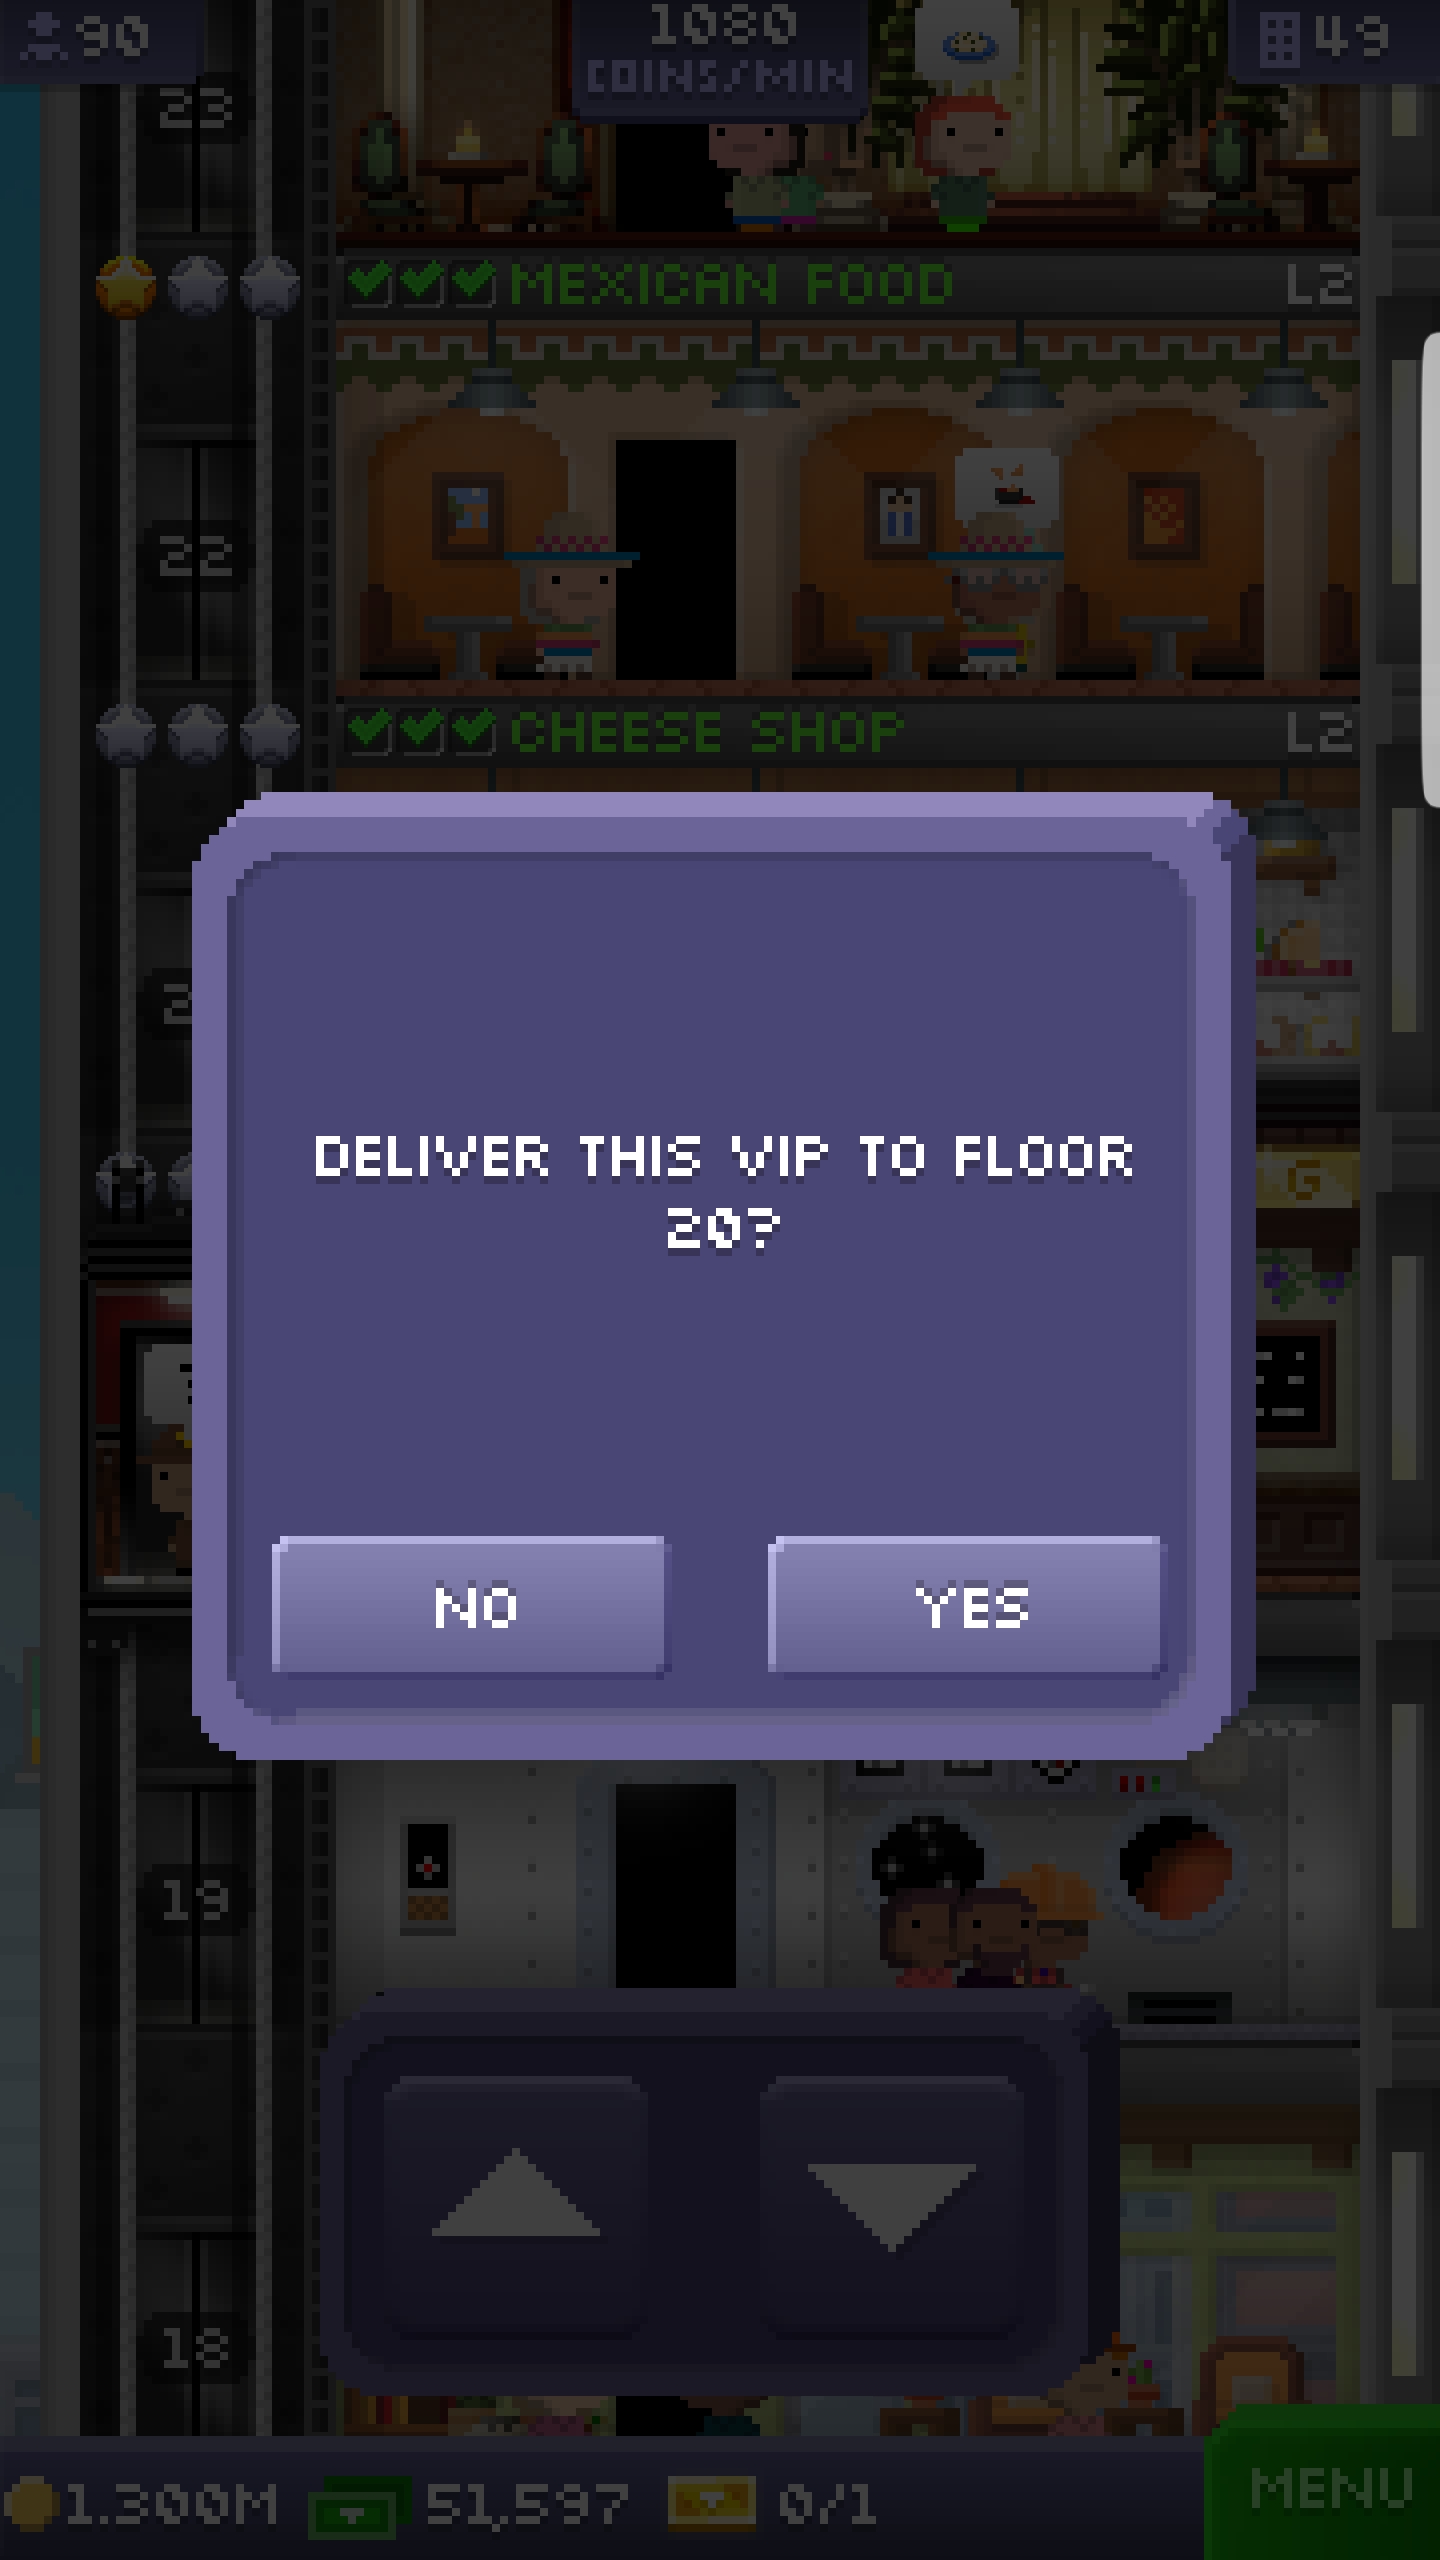 90
1080
COINS/MIN
49
23
MEXICAN FOOD
L2
22
CHEESE SHOP
L2
2
G
DELIVER THIS VIP TO FLOOR
20?
NO
YES
19
18
1.300M
51,597
0/1
MENU